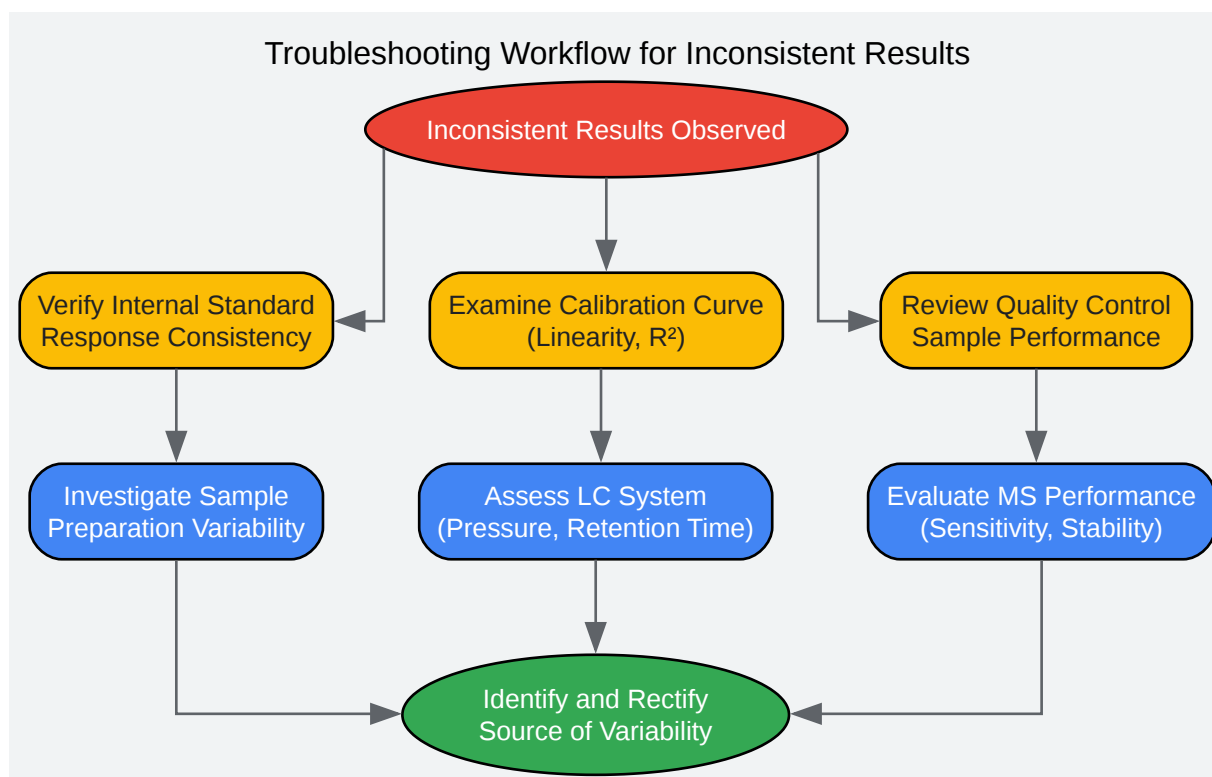 Troubleshooting Workflow for Inconsistent Results
Inconsistent Results Observed
Verify Internal Standard
Response Consistency
Examine Calibration Curve
(Linearity, R²)
Review Quality Control
Sample Performance
Investigate Sample
Preparation Variability
Assess LC System
(Pressure, Retention Time)
Evaluate MS Performance
(Sensitivity, Stability)
Identify and Rectify
Source of Variability